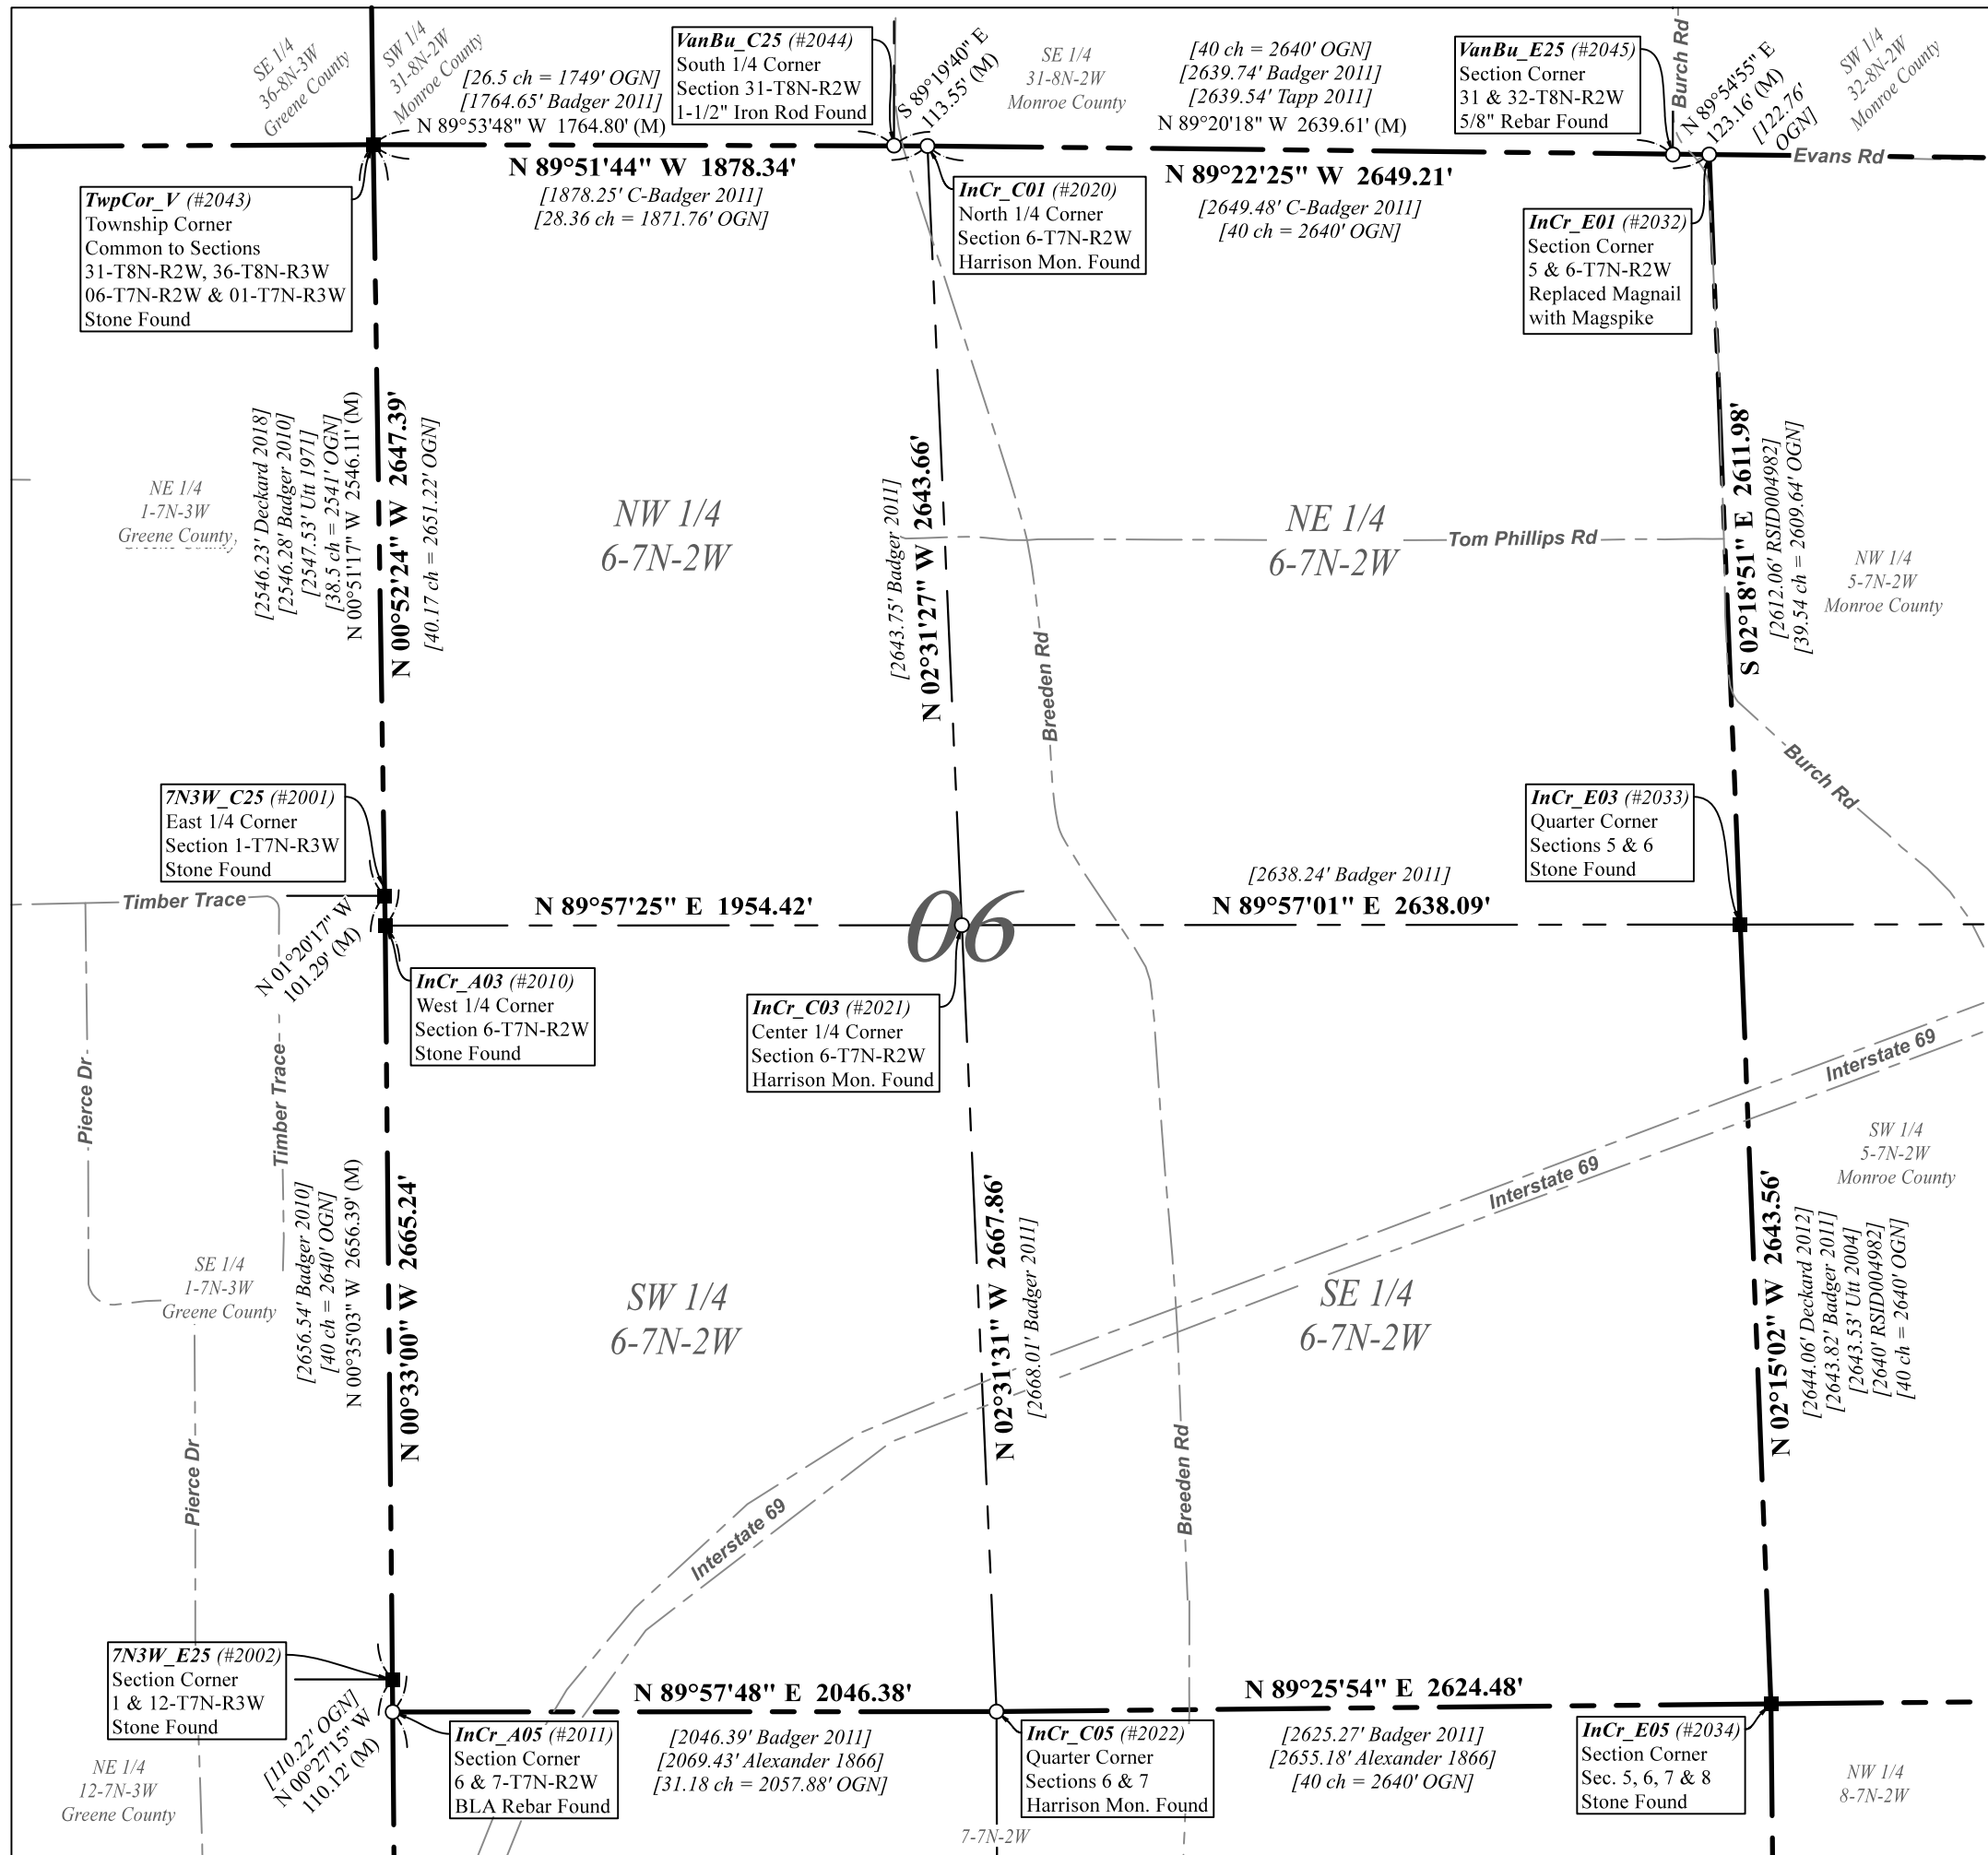 SE 1/4
36-8N-3W
Greene County
SW 1/4
31-8N-2W
Monroe County
[26.5 ch = 1749' OGN]
[1764.65' Badger 2011]
N 89°53'48" W 1764.80' (M)
VanBu_C25 (#2044)
South 1/4 Corner
Section 31-T8N-R2W
1-1/2" Iron Rod Found
S 89°19'40" E
113.55' (M)
SE 1/4
31-8N-2W
Monroe County
[40 ch = 2640' OGN]
[2639.74' Badger 2011]
[2639.54' Tapp 2011]
N 89°20'18" W 2639.61' (M)
VanBu_E25 (#2045)
Section Corner
31 & 32-T8N-R2W
5/8" Rebar Found
Burch Rd
N 89°54'55" E
123.16' (M)
[122.76'
OGN]
SW 1/4
32-8N-2W
Monroe County
Evans Rd
N 89°51'44" W 1878.34'
[1878.25' C-Badger 2011]
[28.36 ch = 1871.76' OGN]
N 89°22'25" W 2649.21'
[2649.48' C-Badger 2011]
[40 ch = 2640' OGN]
TwpCor_V (#2043)
Township Corner
Common to Sections
31-T8N-R2W, 36-T8N-R3W
06-T7N-R2W & 01-T7N-R3W
Stone Found
InCr_C01 (#2020)
North 1/4 Corner
Section 6-T7N-R2W
Harrison Mon. Found
InCr_E01 (#2032)
Section Corner
5 & 6-T7N-R2W
Replaced Magnail
with Magspike
NE 1/4
1-7N-3W
Greene County
[2546.23' Deckard 2018]
[2546.28' Badger 2010]
[2547.53' Utt 1971]
[38.5 ch = 2541' OGN]
N 00°51'17" W 2546.11' (M)
N 00°52'24" W 2647.39'
[40.17 ch = 2651.22' OGN]
NW 1/4
6-7N-2W
[2643.75' Badger 2011]
N 02°31'27" W 2643.66'
Breeden Rd
NE 1/4
6-7N-2W
Tom Phillips Rd
S 02°18'51" E 2611.98'
[2612.06' RSID004982]
[39.54 ch = 2609.64' OGN]
NW 1/4
5-7N-2W
Monroe County
Burch Rd
7N3W_C25 (#2001)
East 1/4 Corner
Section 1-T7N-R3W
Stone Found
InCr_E03 (#2033)
Quarter Corner
Sections 5 & 6
Stone Found
Timber Trace
N 01°20'17" W
101.29' (M)
N 89°57'25" E 1954.42'
06
[2638.24' Badger 2011]
N 89°57'01" E 2638.09'
InCr_A03 (#2010)
West 1/4 Corner
Section 6-T7N-R2W
Stone Found
InCr_C03 (#2021)
Center 1/4 Corner
Section 6-T7N-R2W
Harrison Mon. Found
Pierce Dr
Timber Trace
Interstate 69
Interstate 69
SW 1/4
5-7N-2W
Monroe County
SE 1/4
1-7N-3W
Greene County
[2656.54' Badger 2010]
[40 ch = 2640' OGN]
N 00°35'03" W 2656.39' (M)
N 00°33'00" W 2665.24'
SW 1/4
6-7N-2W
N 02°31'31" W 2667.86'
[2668.01' Badger 2011]
SE 1/4
6-7N-2W
N 02°15'02" W 2643.56'
[2644.06' Deckard 2012]
[2643.82' Badger 2011]
[2643.53' Utt 2004]
[2640' RSID004982]
[40 ch = 2640' OGN]
Pierce Dr
Interstate 69
Breeden Rd
7N3W_E25 (#2002)
Section Corner
1 & 12-T7N-R3W
Stone Found
[110.22' OGN]
N 00°27'15" W
110.12' (M)
N 89°57'48" E 2046.38'
[2046.39' Badger 2011]
[2069.43' Alexander 1866]
[31.18 ch = 2057.88' OGN]
N 89°25'54" E 2624.48'
[2625.27' Badger 2011]
[2655.18' Alexander 1866]
[40 ch = 2640' OGN]
InCr_A05 (#2011)
Section Corner
6 & 7-T7N-R2W
BLA Rebar Found
InCr_C05 (#2022)
Quarter Corner
Sections 6 & 7
Harrison Mon. Found
InCr_E05 (#2034)
Section Corner
Sec. 5, 6, 7 & 8
Stone Found
NE 1/4
12-7N-3W
Greene County
7-7N-2W
NW 1/4
8-7N-2W